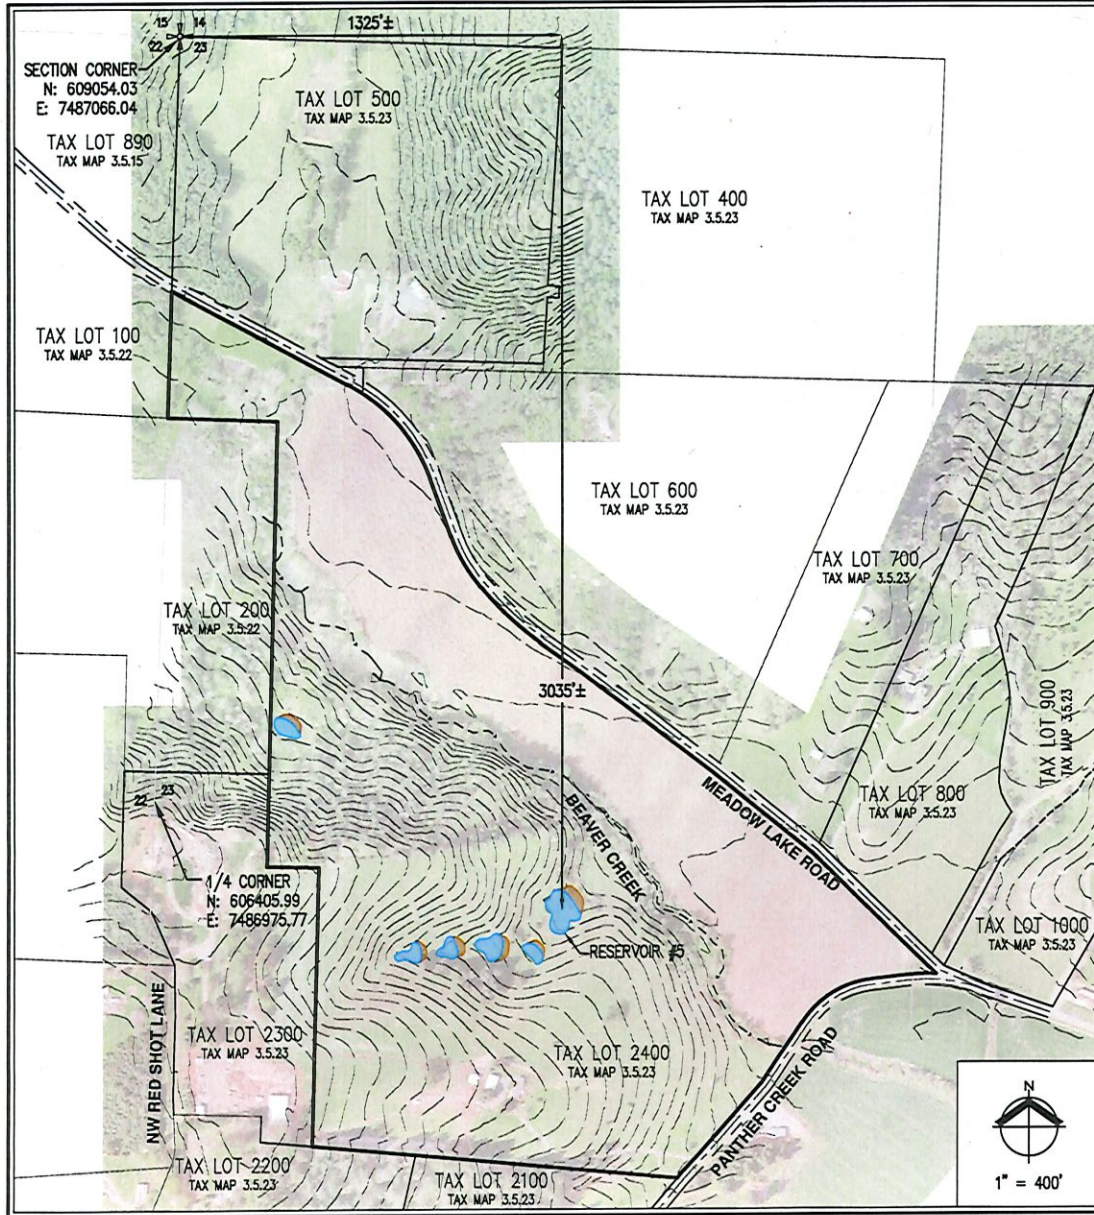 15 14
22 23
1325'±
SECTION CORNER
N: 609054.03
E: 7487066.04
TAX LOT 500
TAX MAP 3.5.23
TAX LOT 890
TAX MAP 3.5.15
TAX LOT 400
TAX MAP 3.5.23
TAX LOT 100
TAX MAP 3.5.22
TAX LOT 600
TAX MAP 3.5.23
TAX LOT 700
TAX MAP 3.5.23
TAX LOT 200
TAX MAP 3.5.22
3035'±
TAX LOT 900
TAX MAP 3.5.23
22 23
MEADOW LAKE ROAD
TAX LOT 800
TAX MAP 3.5.23
BEAVER CREEK
1/4 CORNER
N: 606405.99
E: 7486975.77
TAX LOT 1000
TAX MAP 3.5.23
RESERVOIR #5
NW RED SHOT LANE
TAX LOT 2300
TAX MAP 3.5.23
TAX LOT 2400
TAX MAP 3.5.23
PANTHER CREEK ROAD
N
1" = 400'
TAX LOT 2200
TAX MAP 3.5.23
TAX LOT 2100
TAX MAP 3.5.23